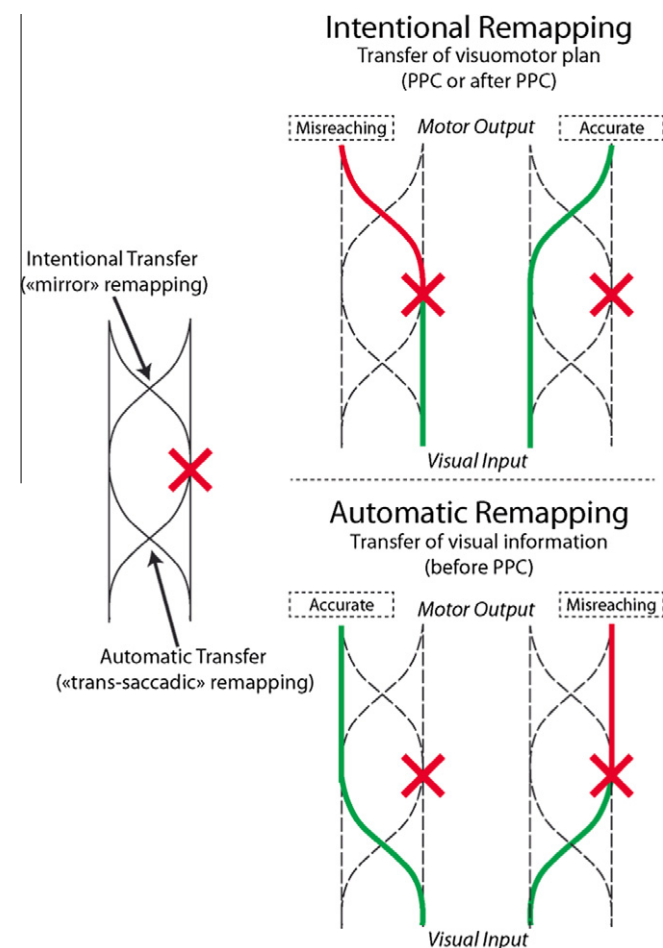 Intentional Remapping
Transfer of visuomotor plan
(PPC or after PPC)
Misreaching
Motor Output
Accurate
Visual Input
Intentional Transfer
(«mirror» remapping)
Automatic Transfer
(«trans-saccadic» remapping)
Automatic Remapping
Transfer of visual information
(before PPC)
Accurate
Motor Output
Misreaching
Visual Input